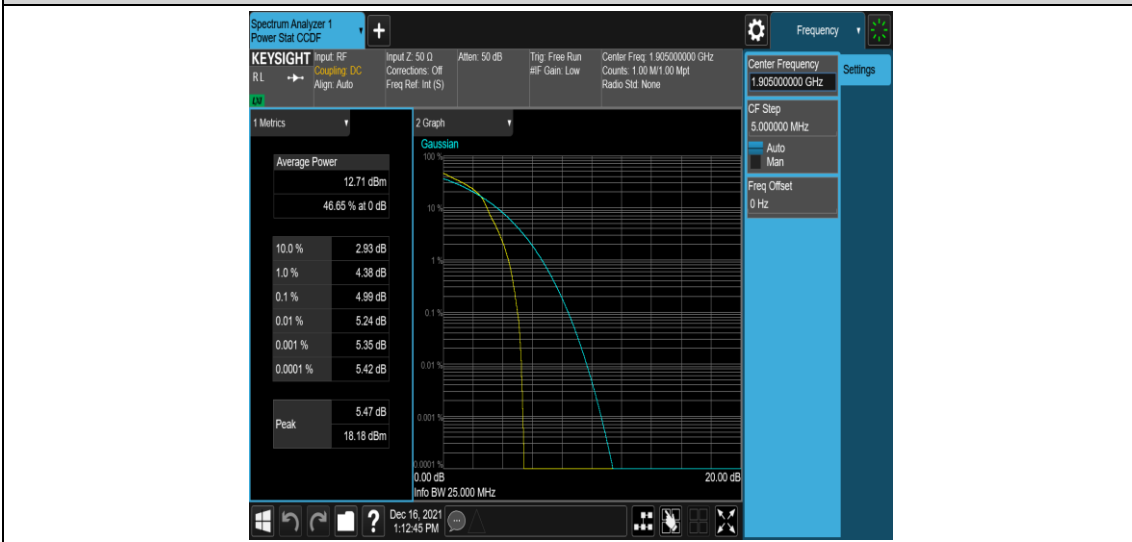 Spectrum Analyzer 1
Power Stat CCDF
Frequency
KEYSIGHT
Input: RF
Input Z: 50 Ω
Atten: 50 dB
Trig: Free Run
Center Freq: 1.905000000 GHz
R L
Coupling: DC
Corrections: Off
#IF Gain: Low
Counts: 1.00 M/1.00 Mpt
Align: Auto
Freq Ref: Int (S)
Radio Std: None
Center Frequency
1.905000000 GHz
Settings
CF Step
5.000000 MHz
Auto
Man
Freq Offset
0 Hz
1 Metrics
Average Power
12.71 dBm
46.65 % at 0 dB
10.0 % 2.93 dB
1.0 % 4.38 dB
0.1 % 4.99 dB
0.01 % 5.24 dB
0.001 % 5.35 dB
0.0001 % 5.42 dB
Peak
5.47 dB
18.18 dBm
2 Graph
Gaussian
100 %
10 %
1 %
0.1 %
0.01 %
0.001 %
0.0001 %
0.00 dB 20.00 dB
Info BW 25.000 MHz
?
Dec 16, 2021
1:12:45 PM